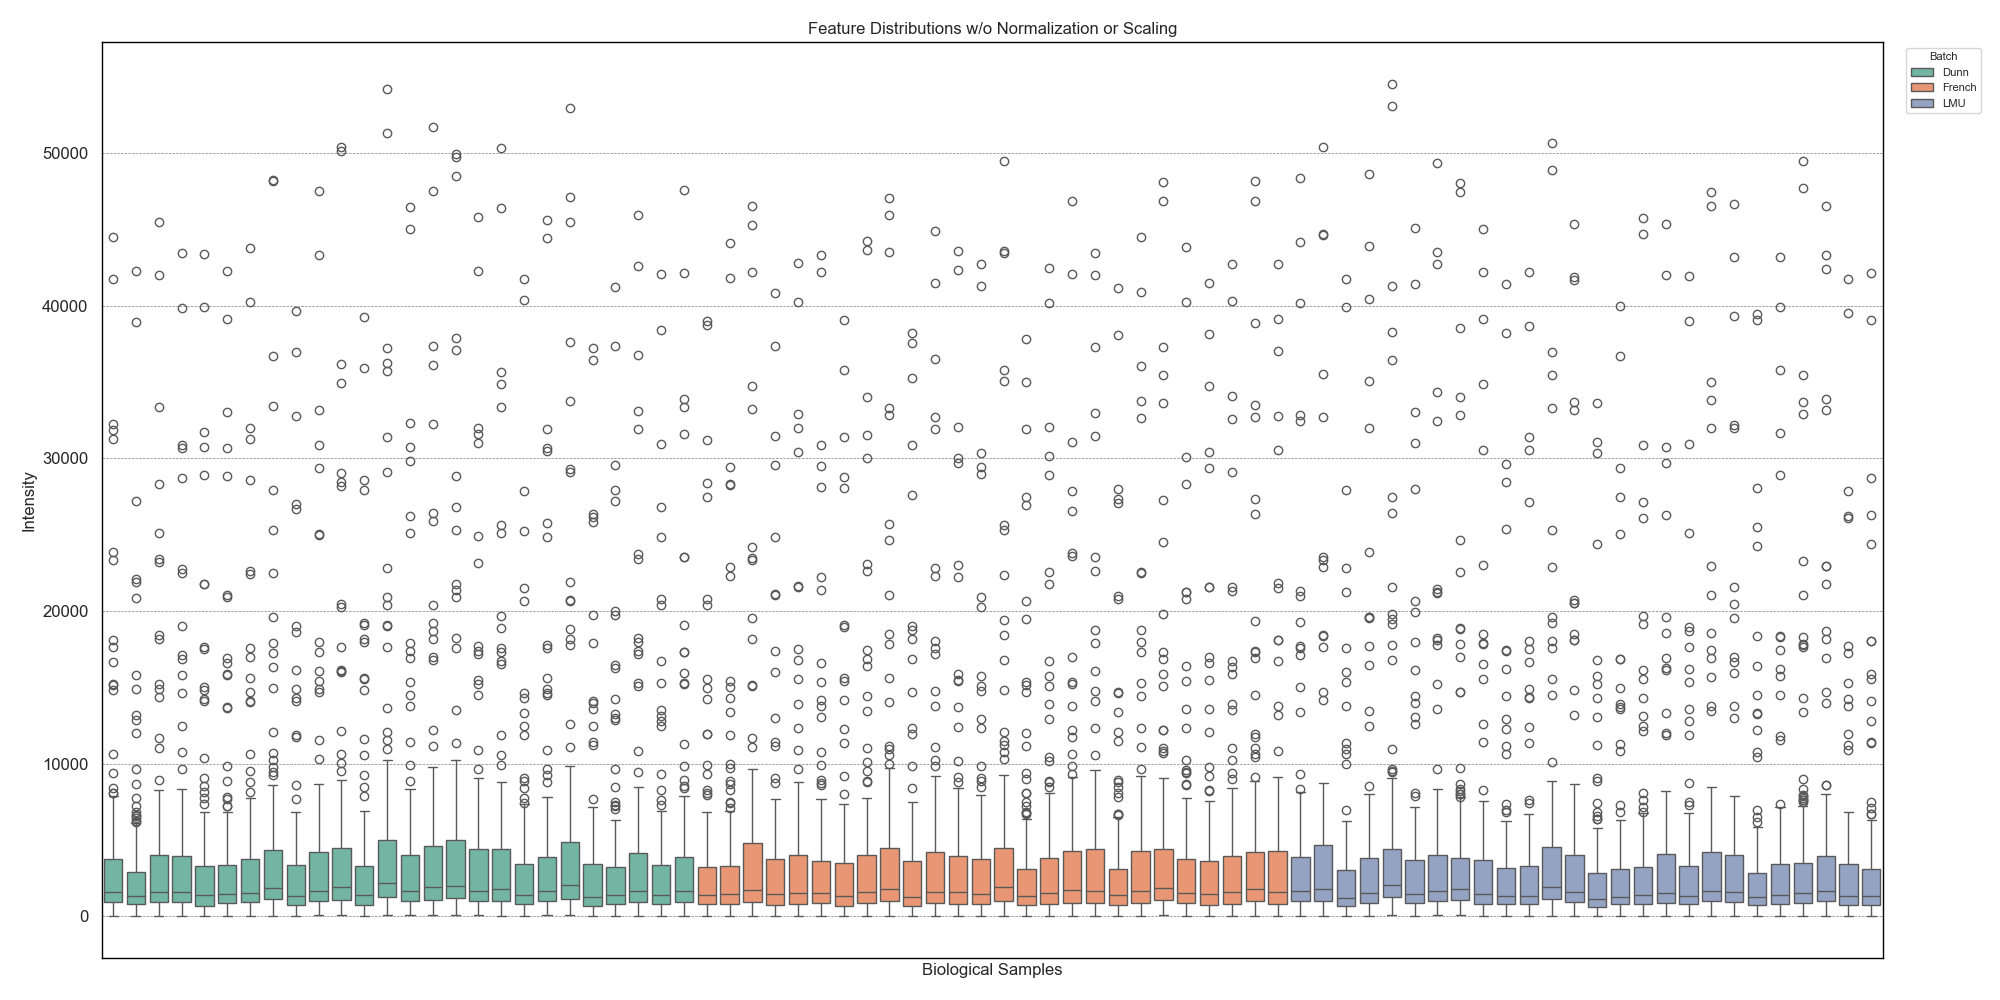 Feature Distributions w/o Normalization or Scaling
Batch
Dunn
French
LMU
Intensity
50000
40000
30000
20000
10000
0
Biological Samples